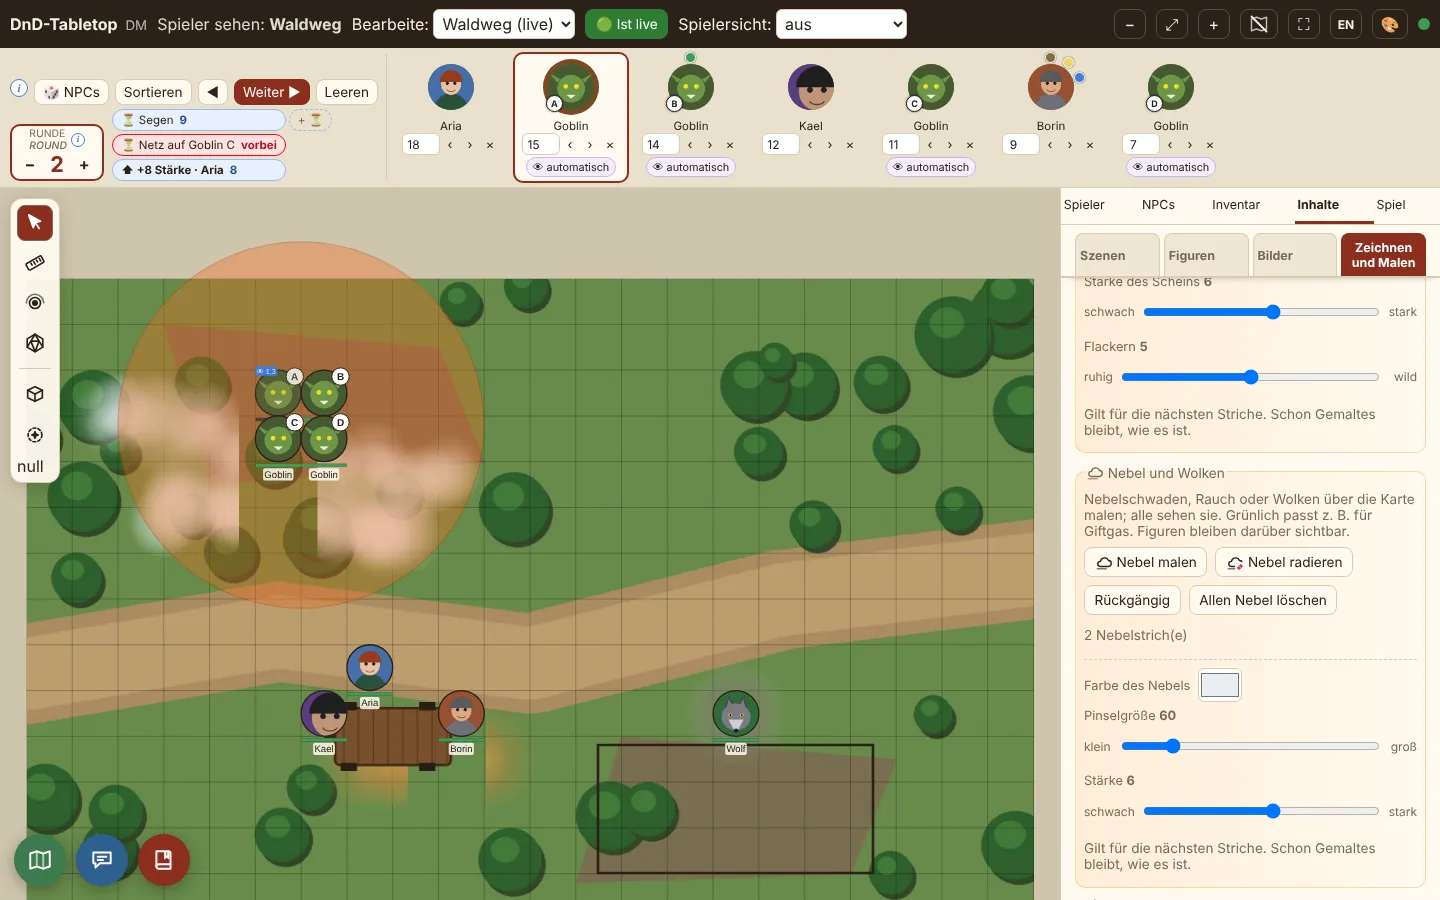 DnD-Tabletop DM Spieler sehen: Waldweg Bearbeite: Waldweg (live) Ist live Spielersicht: aus EN
NPCs Sortieren Weiter Leeren
RUNDE
ROUND
− 2 +
Segen 9
+
Netz auf Goblin C vorbei
+8 Stärke · Aria 8
Aria
18 ‹ › ×
A
Goblin
15 ‹ › ×
automatisch
B
Goblin
14 ‹ › ×
automatisch
Kael
12 ‹ › ×
C
Goblin
11 ‹ › ×
automatisch
Borin
9 ‹ › ×
D
Goblin
7 ‹ › ×
automatisch
null
1,3
A
B
C
D
Goblin
Goblin
Aria
Kael
Borin
Wolf
Spieler NPCs Inventar Inhalte Spiel
Szenen Figuren Bilder Zeichnen
und Malen
Stärke des Scheins 6
schwach stark
Flackern 5
ruhig wild
Gilt für die nächsten Striche. Schon Gemaltes
bleibt, wie es ist.
Nebel und Wolken
Nebelschwaden, Rauch oder Wolken über die Karte
malen; alle sehen sie. Grünlich passt z. B. für
Giftgas. Figuren bleiben darüber sichtbar.
Nebel malen Nebel radieren
Rückgängig Allen Nebel löschen
2 Nebelstrich(e)
Farbe des Nebels
Pinselgröße 60
klein groß
Stärke 6
schwach stark
Gilt für die nächsten Striche. Schon Gemaltes
bleibt, wie es ist.